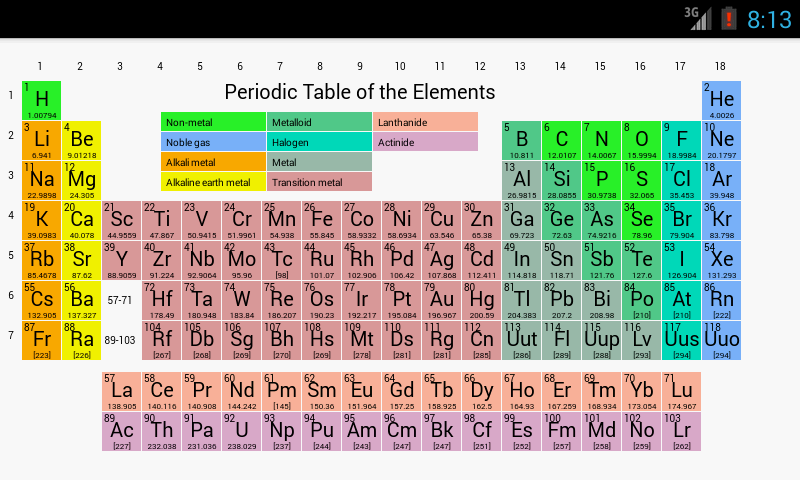 3G 8:13
1 2 3 4 5 6 7 8 9 10 11 12 13 14 15 16 17 18
Periodic Table of the Elements
1 1 2
H He
1.00794 4.0026
Non-metal Metalloid Lanthanide
Noble gas Halogen Actinide
Alkali metal Metal
Alkaline earth metal Transition metal
2 3 4 5 6 7 8 9 10
Li Be B C N O F Ne
6.941 9.01218 10.811 12.0107 14.0067 15.9994 18.9984 20.1797
3 11 12 13 14 15 16 17 18
Na Mg Al Si P S Cl Ar
22.9898 24.305 26.9815 28.0855 30.9738 32.065 35.453 39.948
4 19 20 21 22 23 24 25 26 27 28 29 30 31 32 33 34 35 36
K Ca Sc Ti V Cr Mn Fe Co Ni Cu Zn Ga Ge As Se Br Kr
39.0983 40.078 44.9559 47.867 50.9415 51.9961 54.938 55.845 58.9332 58.6934 63.546 65.38 69.723 72.63 74.9216 78.96 79.904 83.798
5 37 38 39 40 41 42 43 44 45 46 47 48 49 50 51 52 53 54
Rb Sr Y Zr Nb Mo Tc Ru Rh Pd Ag Cd In Sn Sb Te I Xe
85.4678 87.62 88.9059 91.224 92.9064 95.96 [98] 101.07 102.906 106.42 107.868 112.411 114.818 118.71 121.76 127.6 126.904 131.293
6 55 56 57-71 72 73 74 75 76 77 78 79 80 81 82 83 84 85 86
Cs Ba Hf Ta W Re Os Ir Pt Au Hg Tl Pb Bi Po At Rn
132.905 137.327 178.49 180.948 183.84 186.207 190.23 192.217 195.084 196.967 200.59 204.383 207.2 208.98 [210] [210] [222]
7 87 88 89-103 104 105 106 107 108 109 110 111 112 113 114 115 116 117 118
Fr Ra Rf Db Sg Bh Hs Mt Ds Rg Cn Uut Fl Uup Lv Uus Uuo
[223] [226] [267] [268] [269] [270] [269] [278] [281] [281] [285] [286] [289] [288] [293] [294] [294]
57 58 59 60 61 62 63 64 65 66 67 68 69 70 71
La Ce Pr Nd Pm Sm Eu Gd Tb Dy Ho Er Tm Yb Lu
138.905 140.116 140.908 144.242 [145] 150.36 151.964 157.25 158.925 162.5 164.93 167.259 168.934 173.054 174.967
89 90 91 92 93 94 95 96 97 98 99 100 101 102 103
Ac Th Pa U Np Pu Am Cm Bk Cf Es Fm Md No Lr
[227] 232.038 231.036 238.029 [237] [244] [243] [247] [247] [251] [252] [257] [258] [259] [262]